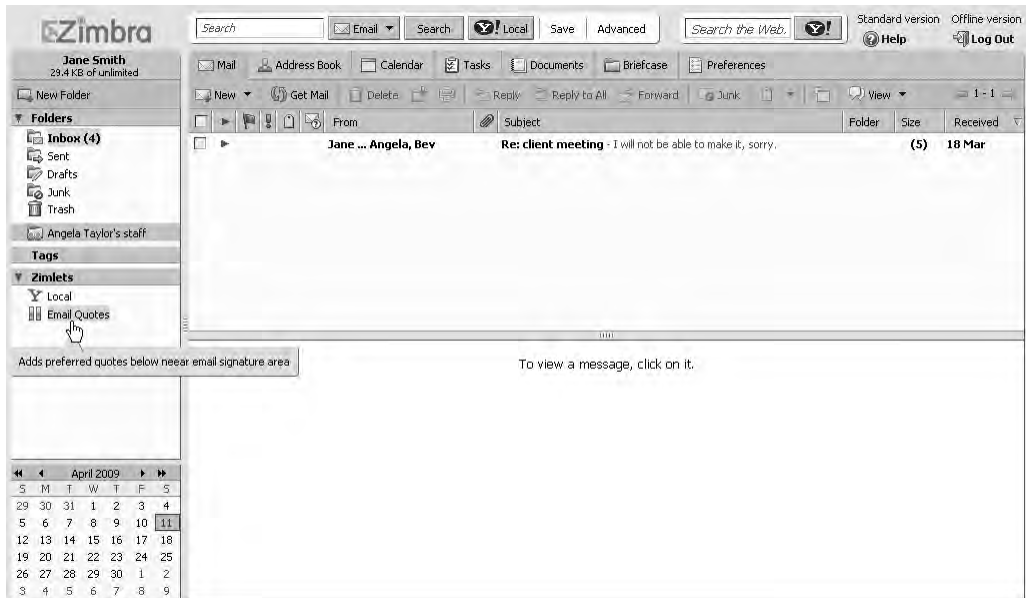 Zimbra
Search Email Search Y! Local Save Advanced Search the Web. Y! Standard version Offline version
Help Log Out
Jane Smith
29.4 KB of unlimited
Mail Address Book Calendar Tasks Documents Briefcase Preferences
New Folder
New Get Mail Delete Reply Reply to All Forward Junk View 1 - 1
Folders
From Subject Folder Size Received
Inbox (4)
Jane ... Angela, Bev Re: client meeting - I will not be able to make it, sorry. (5) 18 Mar
Sent
Drafts
Junk
Trash
Angela Taylor's staff
Tags
Zimlets
Local
Email Quotes
Adds preferred quotes below neear email signature area
To view a message, click on it.
April 2009
S M T W T F S
29 30 31 1 2 3 4
5 6 7 8 9 10 11
12 13 14 15 16 17 18
19 20 21 22 23 24 25
26 27 28 29 30 1 2
3 4 5 6 7 8 9